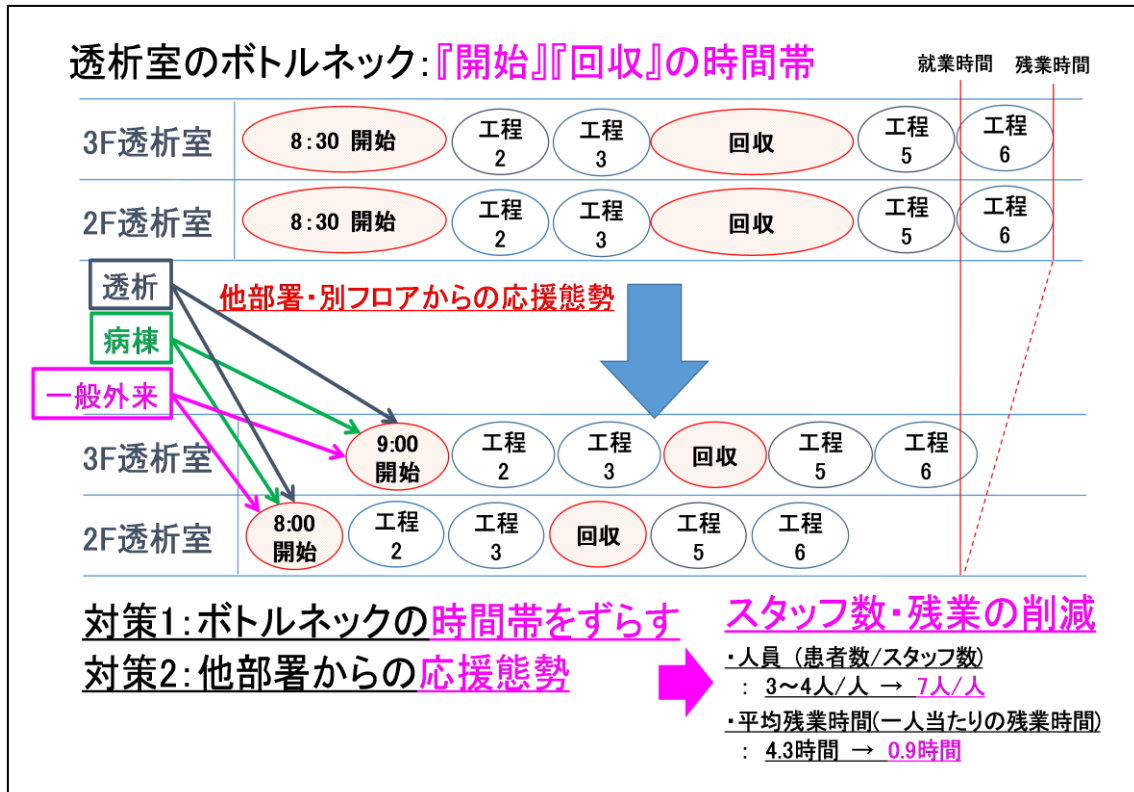 透析室のボトルネック:『開始』『回収』の時間帯
就業時間
残業時間
3F透析室
8:30 開始
工程
2
工程
3
回収
工程
5
工程
6
2F透析室
8:30 開始
工程
2
工程
3
回収
工程
5
工程
6
透析
病棟
一般外来
他部署・別フロアからの応援態勢
3F透析室
9:00
開始
工程
2
工程
3
回収
工程
5
工程
6
2F透析室
8:00
開始
工程
2
工程
3
回収
工程
5
工程
6
対策1:ボトルネックの時間帯をずらす
対策2:他部署からの応援態勢
スタッフ数・残業の削減
・人員 (患者数/スタッフ数)
: 3~4人/人 → 7人/人
・平均残業時間(一人当たりの残業時間)
: 4.3時間 → 0.9時間